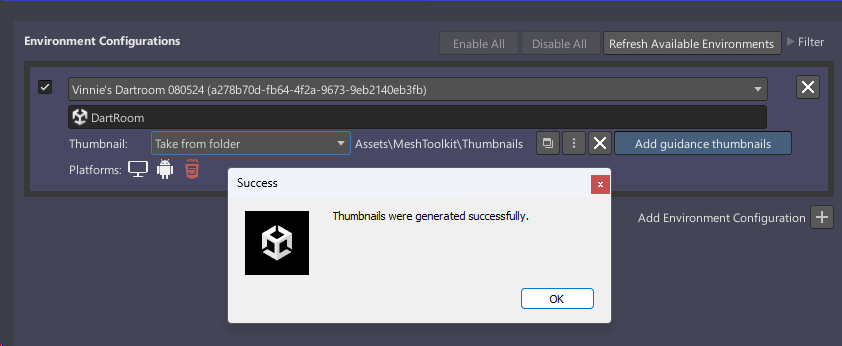 Environment Configurations
Enable All
Disable All
Refresh Available Environments
Filter
Vinnie's Dartroom 080524 (a278b70d-fb64-4f2a-9673-9eb2140eb3fb)
DartRoom
Thumbnail:
Take from folder
Assets\MeshToolkit\Thumbnails
Add guidance thumbnails
Platforms:
Success
x
Thumbnails were generated successfully.
OK
Add Environment Configuration